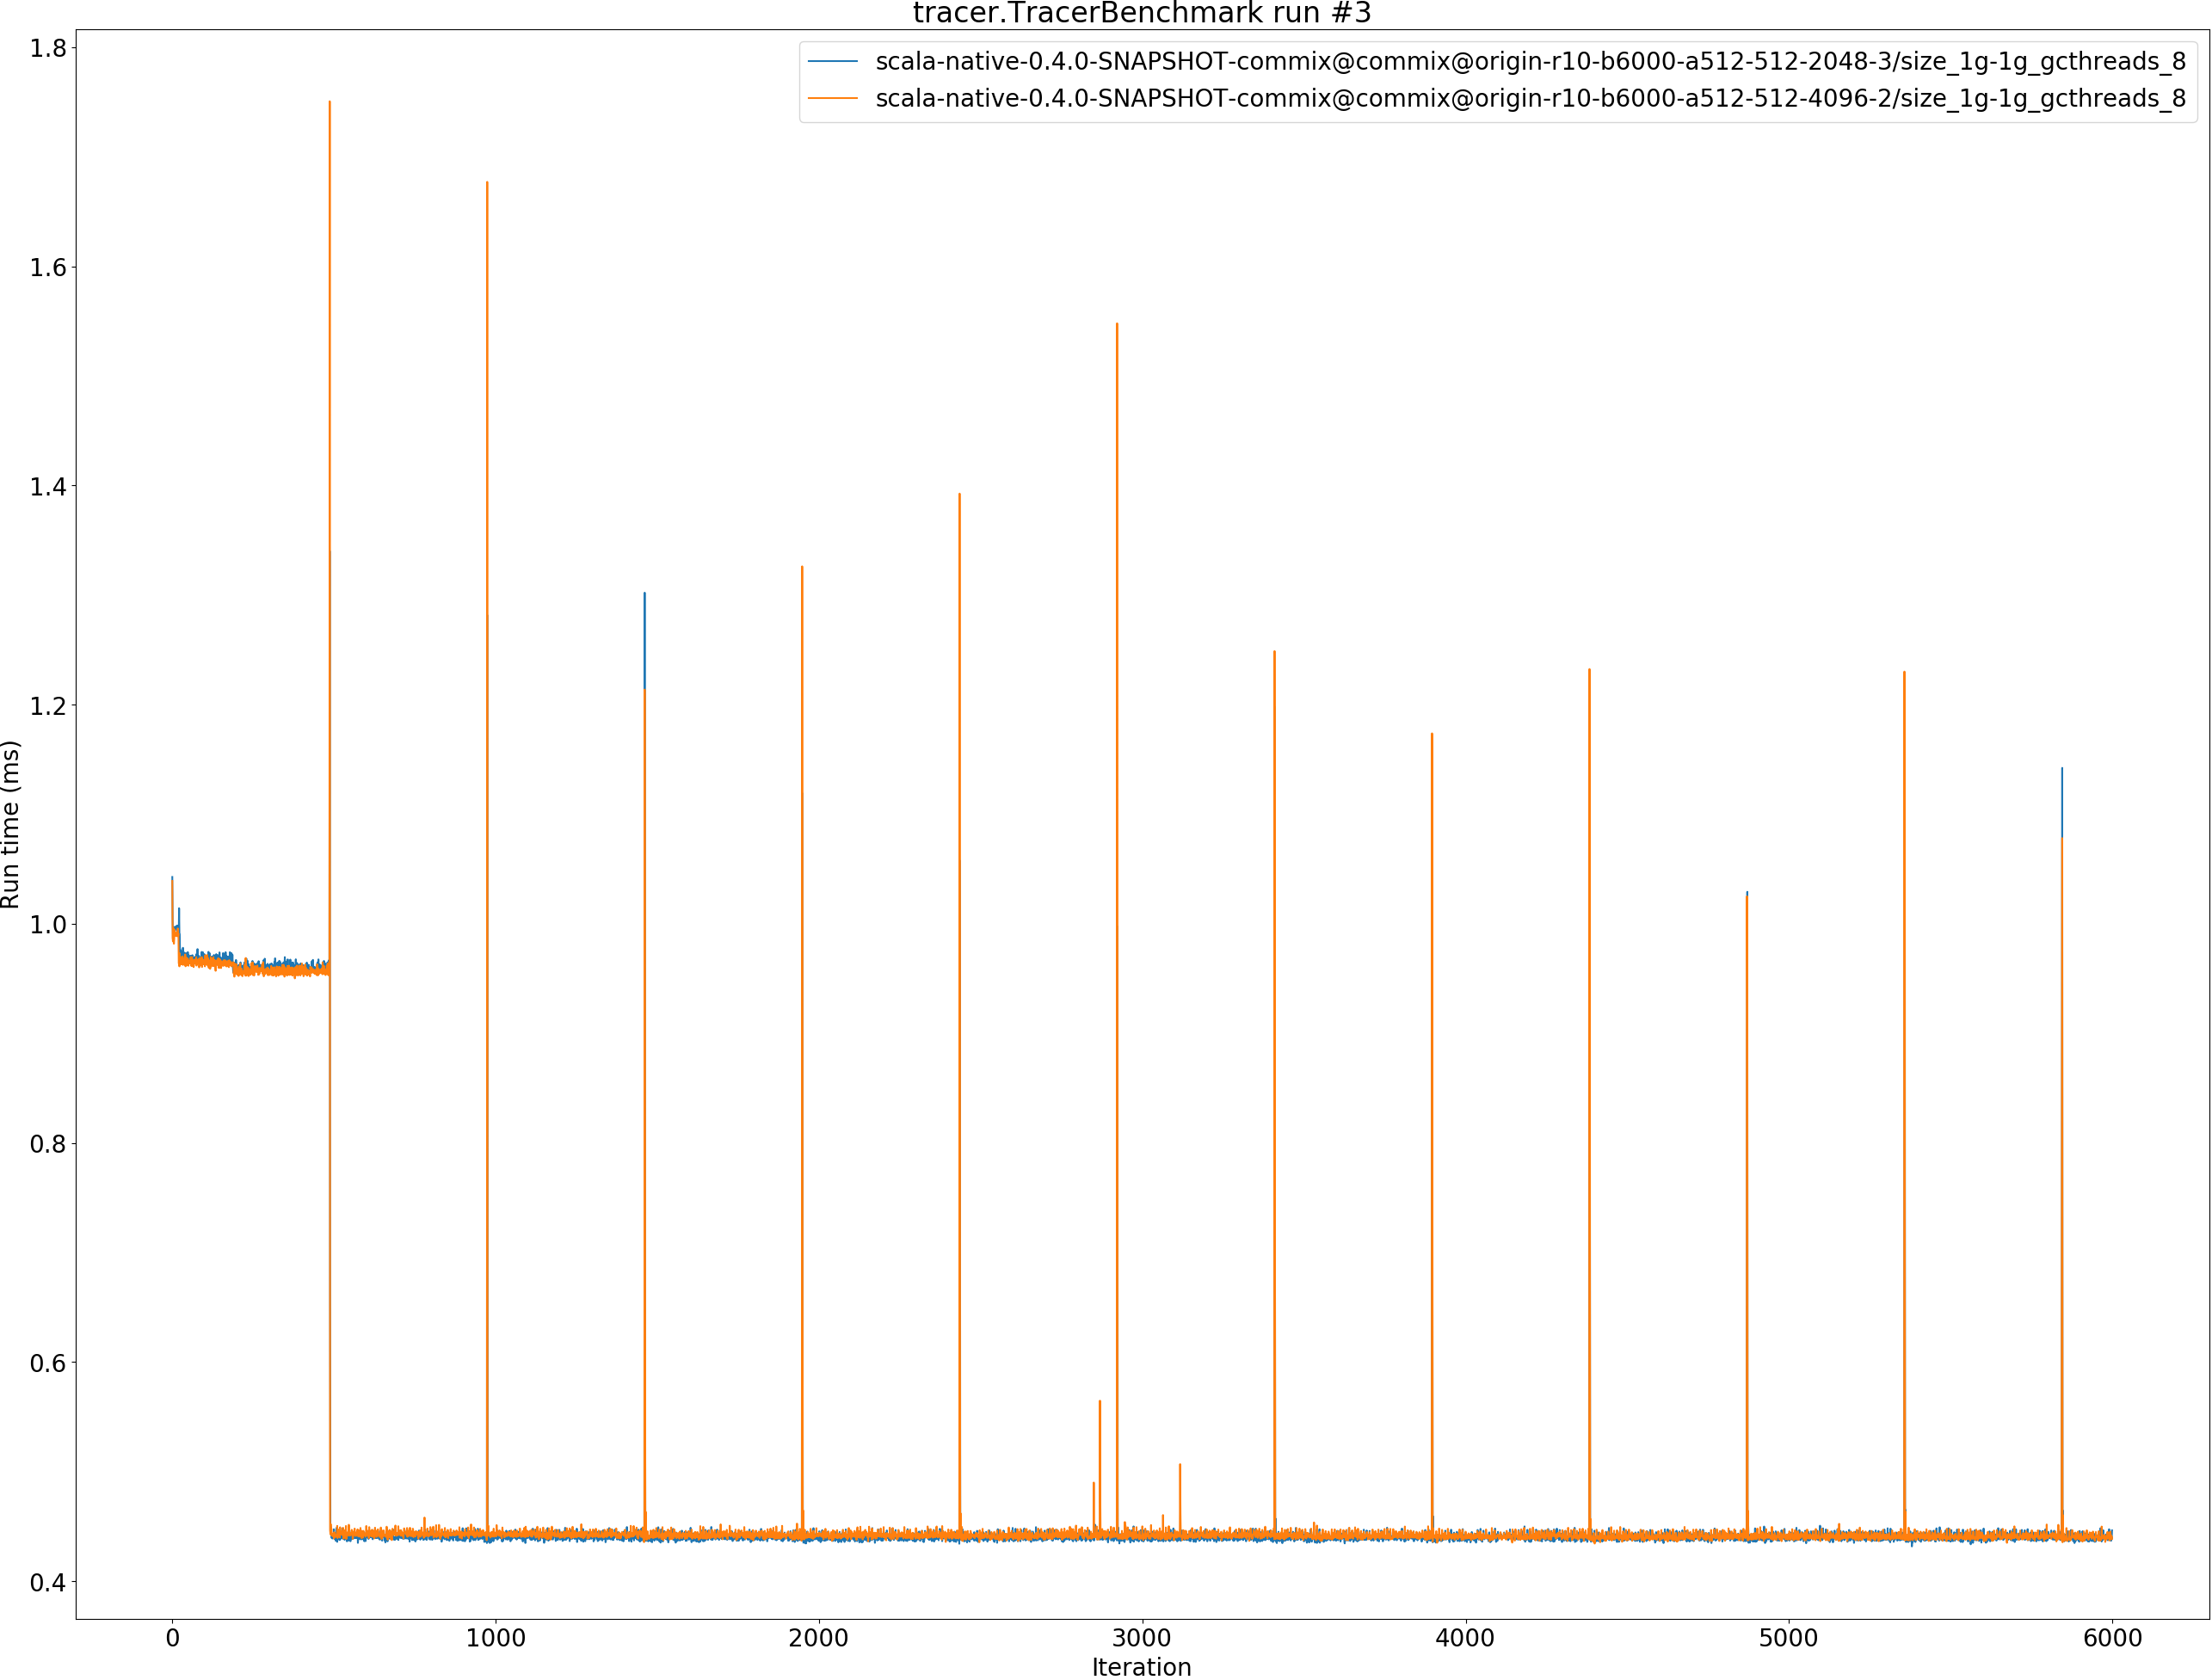 tracer.TracerBenchmark run #3
scala-native-0.4.0-SNAPSHOT-commix@commix@origin-r10-b6000-a512-512-2048-3/size_1g-1g_gcthreads_8
scala-native-0.4.0-SNAPSHOT-commix@commix@origin-r10-b6000-a512-512-4096-2/size_1g-1g_gcthreads_8
Run time (ms)
1.8
1.6
1.4
1.2
1.0
0.8
0.6
0.4
0 1000 2000 3000 4000 5000 6000
Iteration